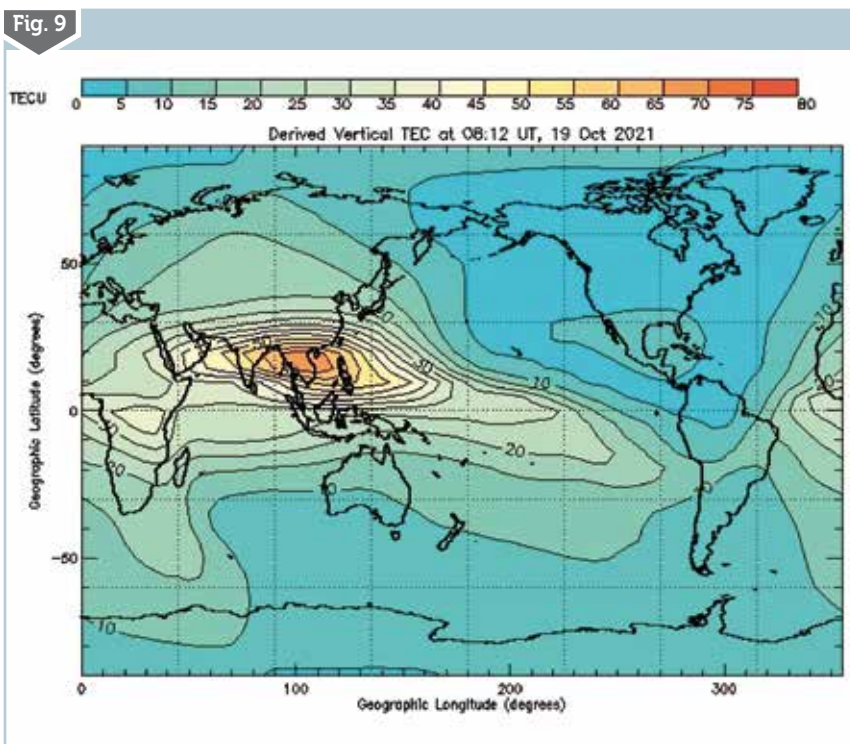 Fig. 9
TECU 0 5 10 15 20 25 30 35 40 45 50 55 60 65 70 75 80
Derived Vertical TEC at 08:12 UT, 19 Oct 2021
Geographic Latitude (degrees)
50
0
-50
10
30
10
20
10
0 100 200 300
Geographic Longitude (degrees)